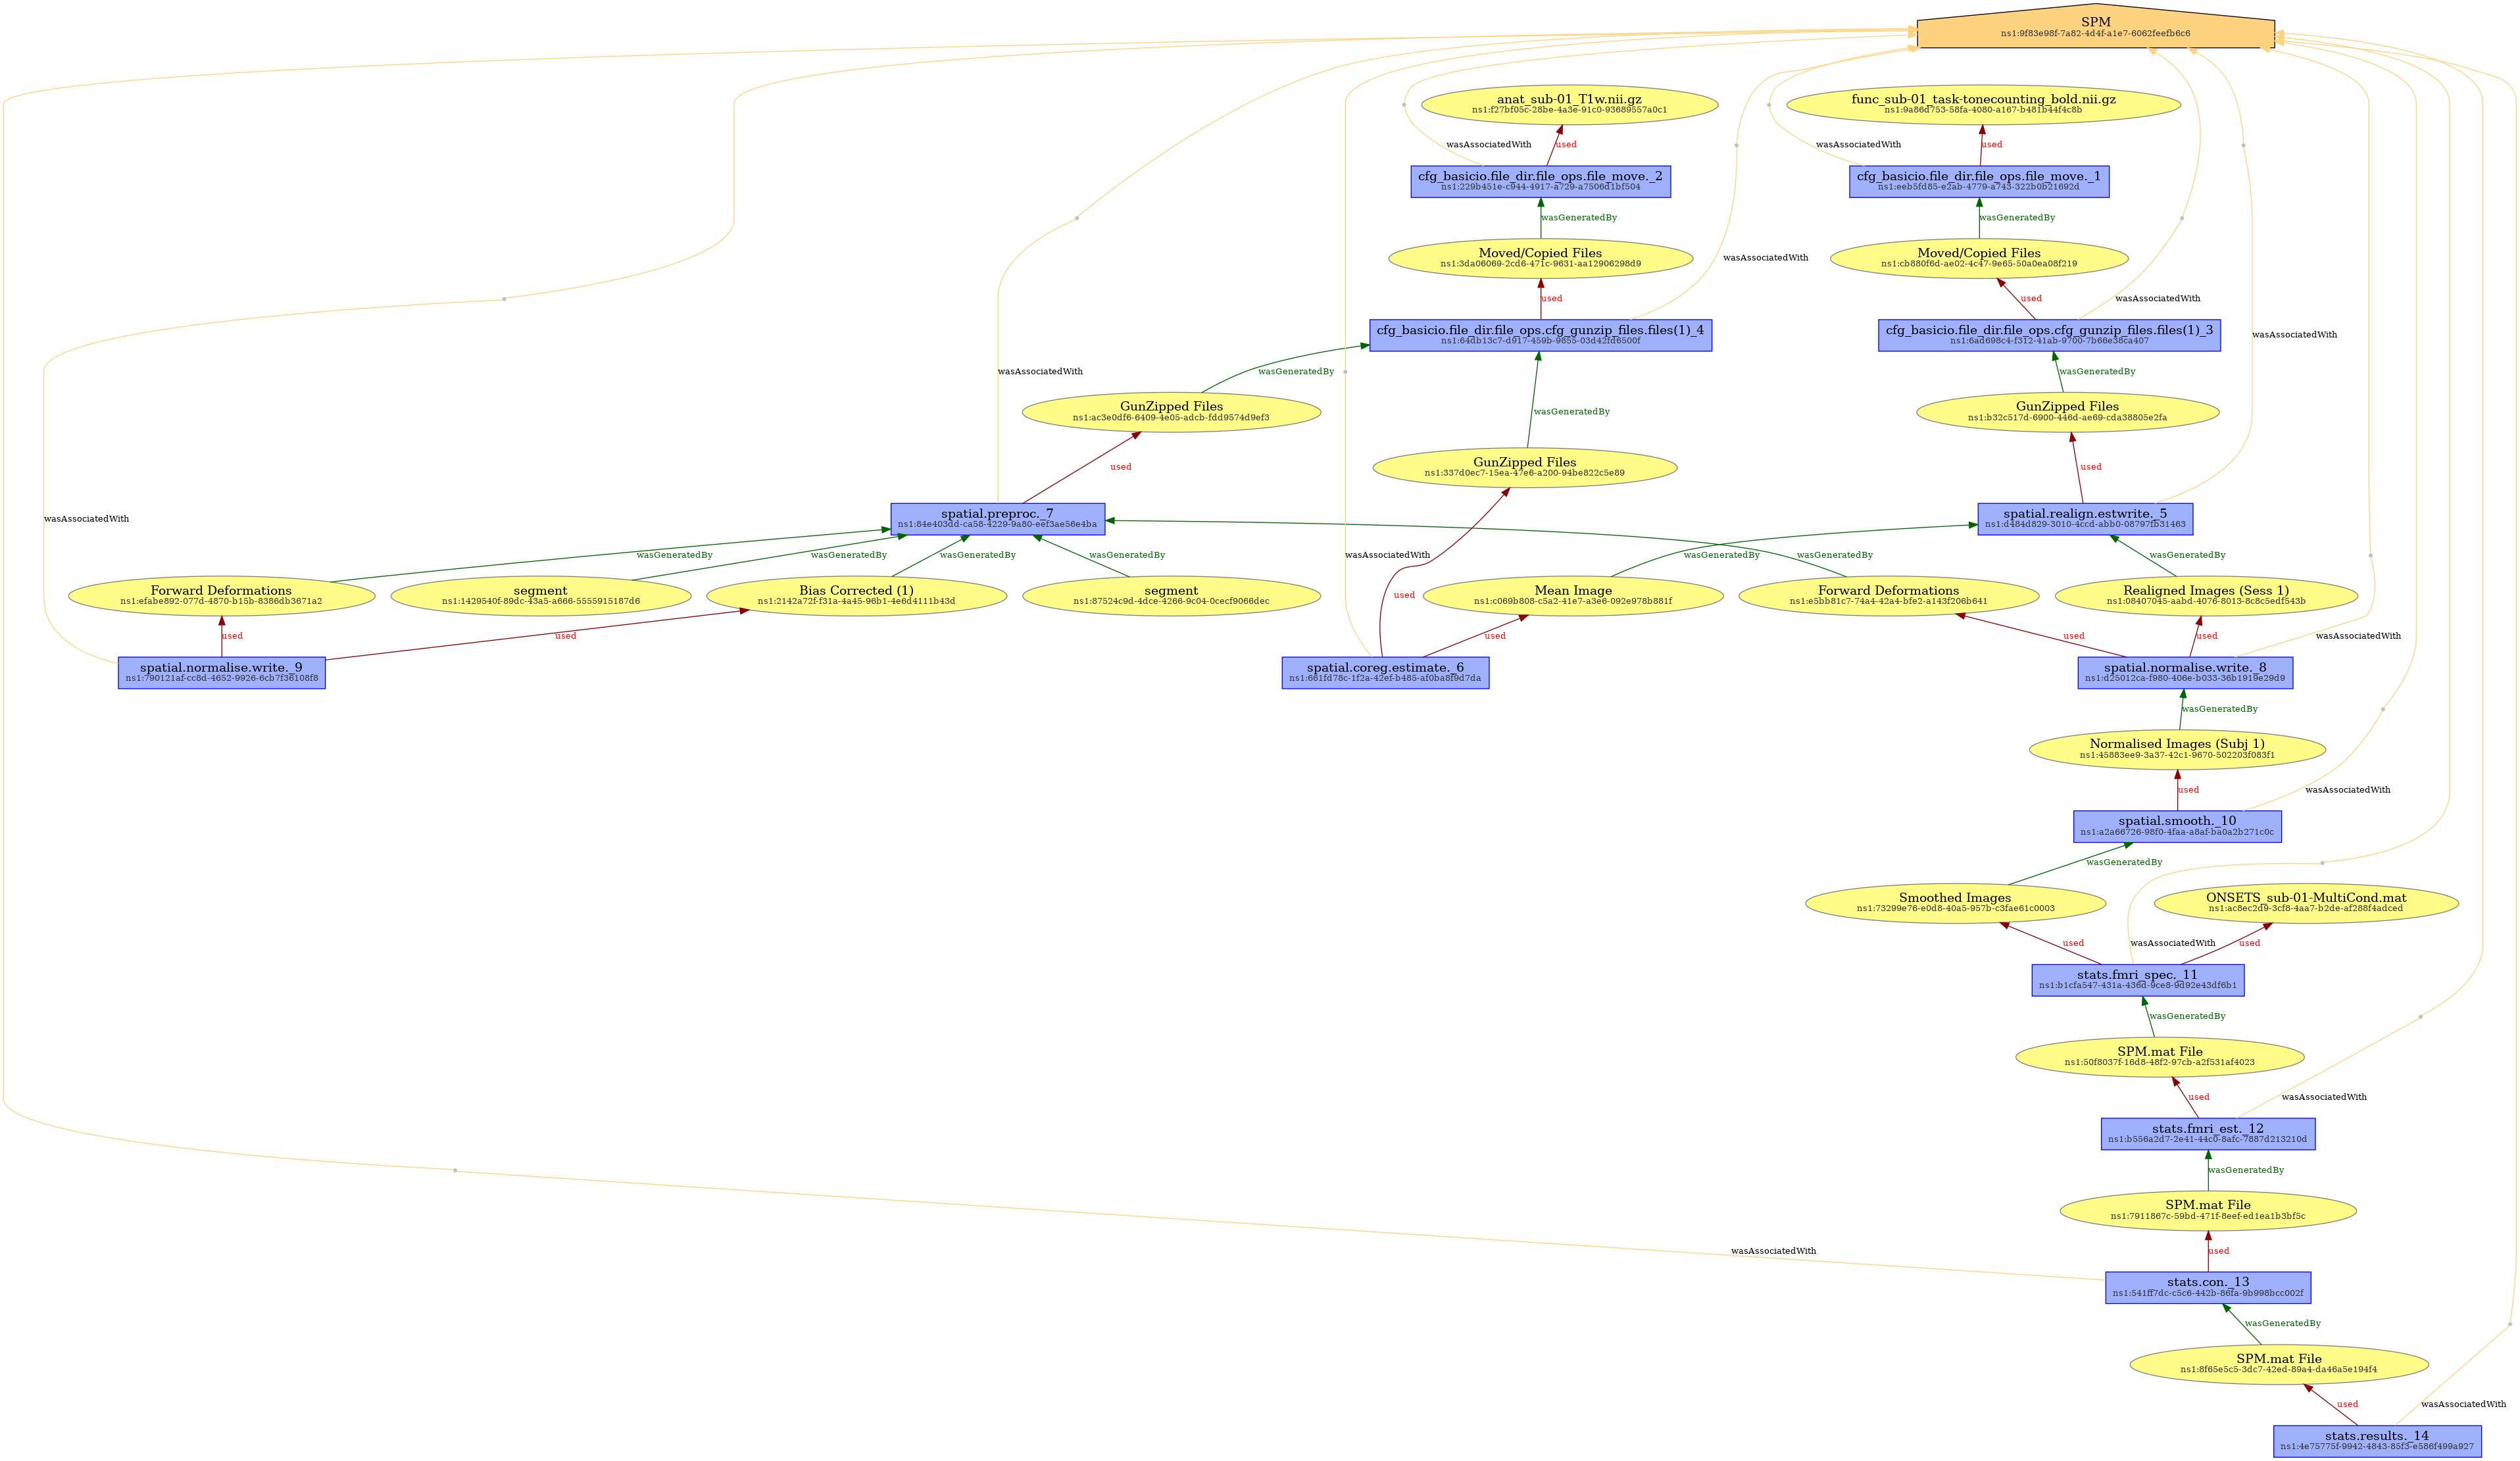 SPM
ns1:9f83e98f-7a82-4d4f-a1e7-6062feefb6c6
anat_sub-01_T1w.nii.gz
ns1:f27bf05c-28be-4a3e-91c0-93689557a0c1
func_sub-01_task-tonecounting_bold.nii.gz
ns1:9a86d753-58fa-4080-a167-b481b44f4c8b
wasAssociatedWith
used
wasAssociatedWith
used
cfg_basicio.file_dir.file_ops.file_move._2
ns1:229b451e-c944-4917-a729-a7506d1bf504
cfg_basicio.file_dir.file_ops.file_move._1
ns1:eeb5fd85-e2ab-4779-a743-322b0b21692d
wasGeneratedBy
wasGeneratedBy
Moved/Copied Files
ns1:3da06069-2cd6-471c-9631-aa12906298d9
Moved/Copied Files
ns1:cb880f6d-ae02-4c47-9e65-50a0ea08f219
wasAssociatedWith
used
used
wasAssociatedWith
cfg_basicio.file_dir.file_ops.cfg_gunzip_files.files(1)_4
ns1:64db13c7-d917-459b-9855-03d42fd6500f
cfg_basicio.file_dir.file_ops.cfg_gunzip_files.files(1)_3
ns1:6ad698c4-f312-41ab-9700-7b66e38ca407
wasAssociatedWith
wasAssociatedWith
wasGeneratedBy
wasGeneratedBy
GunZipped Files
ns1:ac3e0df6-6409-4e05-adcb-fdd9574d9ef3
wasGeneratedBy
GunZipped Files
ns1:b32c517d-6900-446d-ae69-cda38805e2fa
used
GunZipped Files
ns1:337d0ec7-15ea-47e6-a200-94be822c5e89
used
wasAssociatedWith
spatial.preproc._7
ns1:84e403dd-ca58-4229-9a80-eef3ae56e4ba
spatial.realign.estwrite._5
ns1:d484d829-3010-4ccd-abb0-08797fb31463
wasGeneratedBy
wasGeneratedBy
wasGeneratedBy
wasGeneratedBy
wasAssociatedWith
wasGeneratedBy
wasGeneratedBy
wasGeneratedBy
Forward Deformations
ns1:efabe892-077d-4870-b15b-8386db3671a2
segment
ns1:1429540f-89dc-43a5-a666-5555915187d6
Bias Corrected (1)
ns1:2142a72f-f31a-4a45-96b1-4e6d4111b43d
segment
ns1:87524c9d-4dce-4266-9c04-0cecf9066dec
used
Mean Image
ns1:c069b808-c5a2-41e7-a3e6-092e978b881f
Forward Deformations
ns1:e5bb81c7-74a4-42a4-bfe2-a143f206b641
Realigned Images (Sess 1)
ns1:08407045-aabd-4076-8013-8c8c5edf543b
used
used
used
used
used
wasAssociatedWith
spatial.normalise.write._9
ns1:790121af-cc8d-4652-9926-6cb7f36108f8
spatial.coreg.estimate._6
ns1:661fd78c-1f2a-42ef-b485-af0ba8f9d7da
spatial.normalise.write._8
ns1:d25012ca-f980-406e-b033-36b1919e29d9
wasGeneratedBy
Normalised Images (Subj 1)
ns1:45883ee9-3a37-42c1-9670-502203f083f1
used
wasAssociatedWith
spatial.smooth._10
ns1:a2a66726-98f0-4faa-a8af-ba0a2b271c0c
wasGeneratedBy
Smoothed Images
ns1:73299e76-e0d8-40a5-957b-c3fae61c0003
ONSETS_sub-01-MultiCond.mat
ns1:ac8ec2d9-3cf8-4aa7-b2de-af288f4adced
used
wasAssociatedWith
used
stats.fmri_spec._11
ns1:b1cfa547-431a-436d-9ce8-9d92e43df6b1
wasGeneratedBy
SPM.mat File
ns1:50f8037f-16d8-48f2-97cb-a2f531af4023
used
wasAssociatedWith
stats.fmri_est._12
ns1:b556a2d7-2e41-44c0-8afc-7887d213210d
wasGeneratedBy
SPM.mat File
ns1:7911867c-59bd-471f-8eef-ed1ea1b3bf5c
wasAssociatedWith
used
stats.con._13
ns1:541ff7dc-c5c6-442b-86fa-9b998bcc002f
wasGeneratedBy
SPM.mat File
ns1:8f65e5c5-3dc7-42ed-89a4-da46a5e194f4
used
wasAssociatedWith
stats.results._14
ns1:4e75775f-9942-4843-85f3-e586f499a927